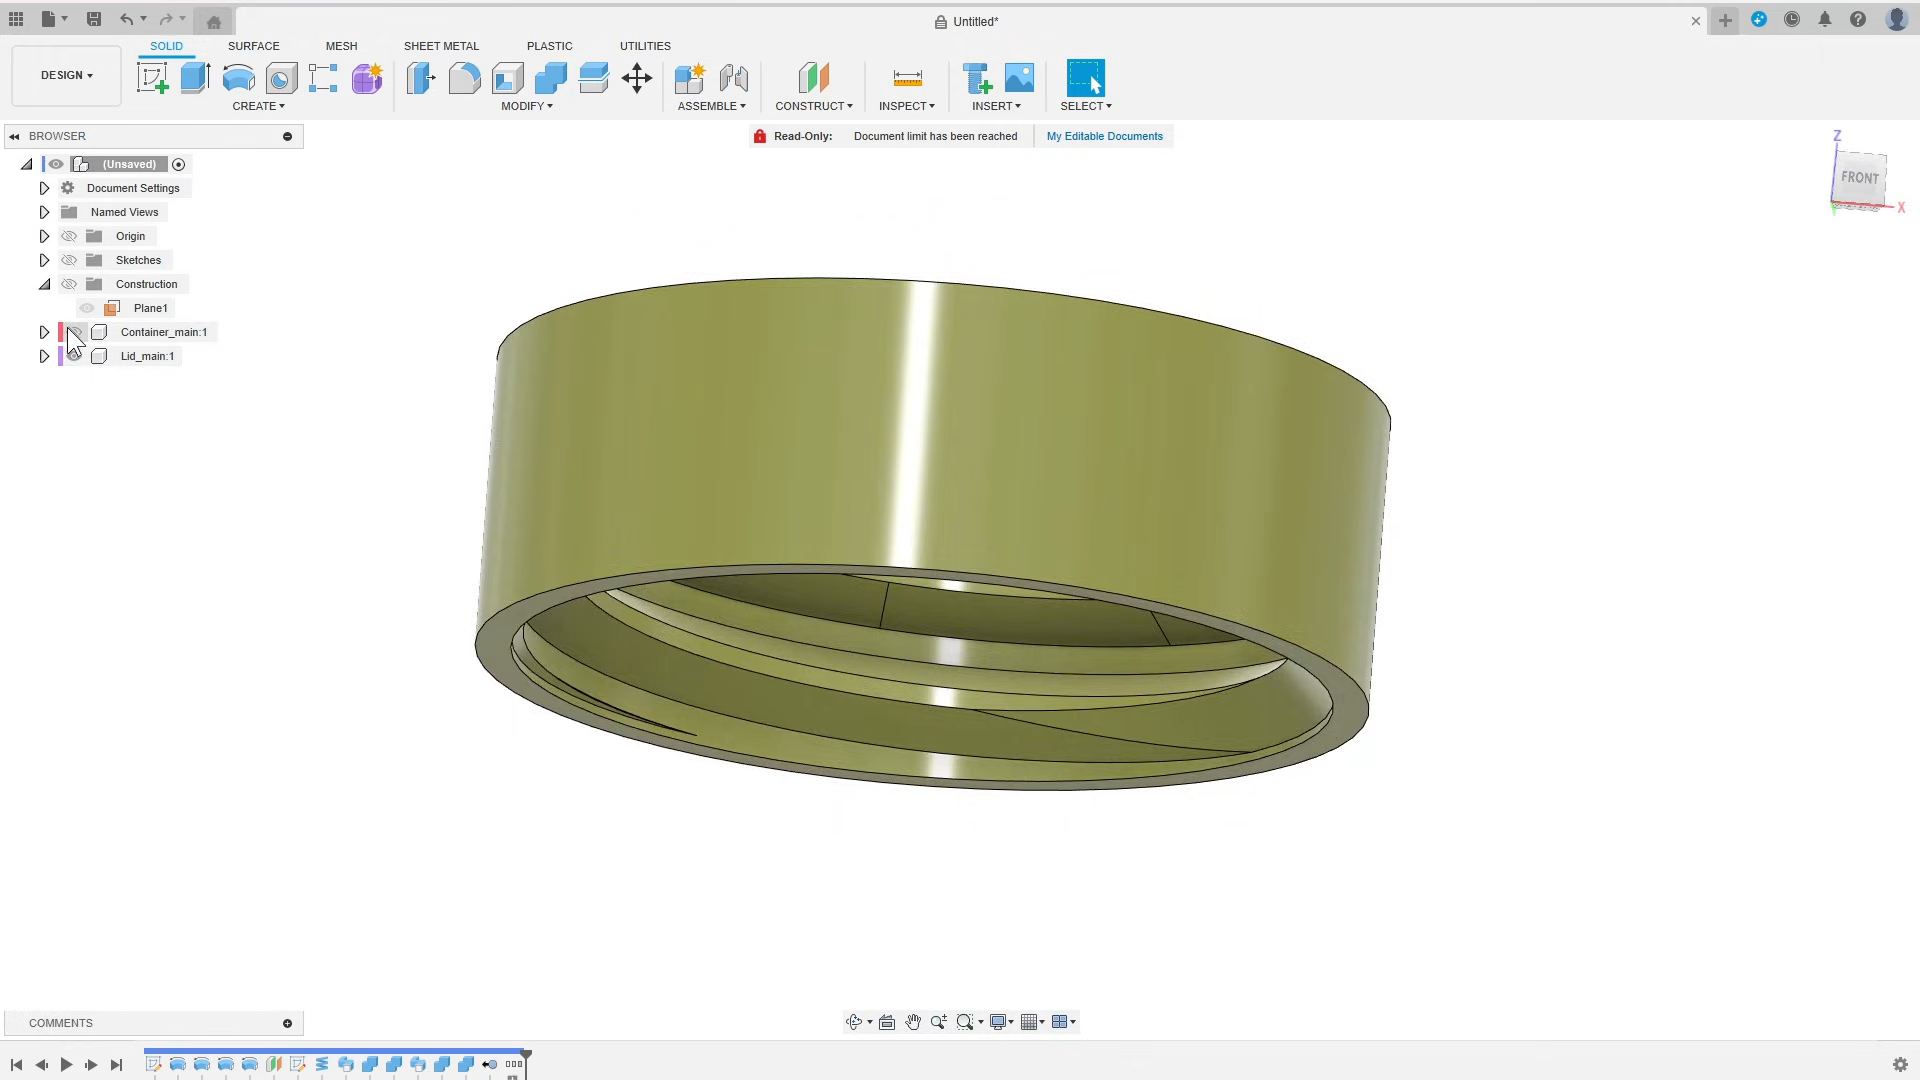 Untitled*
SOLID SURFACE MESH SHEET METAL PLASTIC UTILITIES
DESIGN
CREATE MODIFY ASSEMBLE CONSTRUCT INSPECT INSERT SELECT
BROWSER
Read-Only: Document limit has been reached My Editable Documents
Z
FRONT
X
(Unsaved)
Document Settings
Named Views
Origin
Sketches
Construction
Plane1
Container_main:1
Lid_main:1
COMMENTS